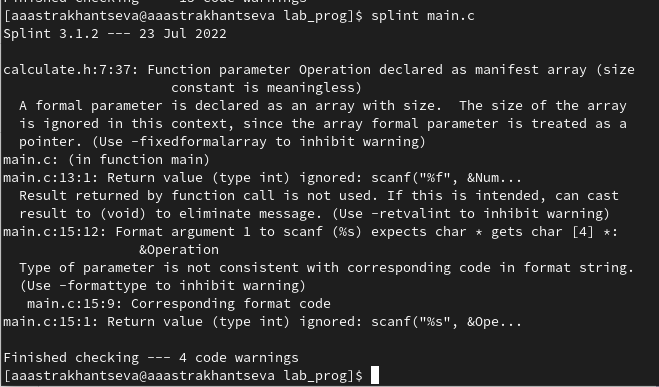 Finished checking --- 15 code warnings
[aaastrakhantseva@aaastrakhantseva lab_prog]$ splint main.c
Splint 3.1.2 --- 23 Jul 2022
calculate.h:7:37: Function parameter Operation declared as manifest array (size
constant is meaningless)
A formal parameter is declared as an array with size.  The size of the array
is ignored in this context, since the array formal parameter is treated as a
pointer. (Use -fixedformalarray to inhibit warning)
main.c: (in function main)
main.c:13:1: Return value (type int) ignored: scanf("%f", &Num...
Result returned by function call is not used. If this is intended, can cast
result to (void) to eliminate message. (Use -retvalint to inhibit warning)
main.c:15:12: Format argument 1 to scanf (%s) expects char * gets char [4] *:
&Operation
Type of parameter is not consistent with corresponding code in format string.
(Use -formattype to inhibit warning)
main.c:15:9: Corresponding format code
main.c:15:1: Return value (type int) ignored: scanf("%s", &Ope...
Finished checking --- 4 code warnings
[aaastrakhantseva@aaastrakhantseva lab_prog]$